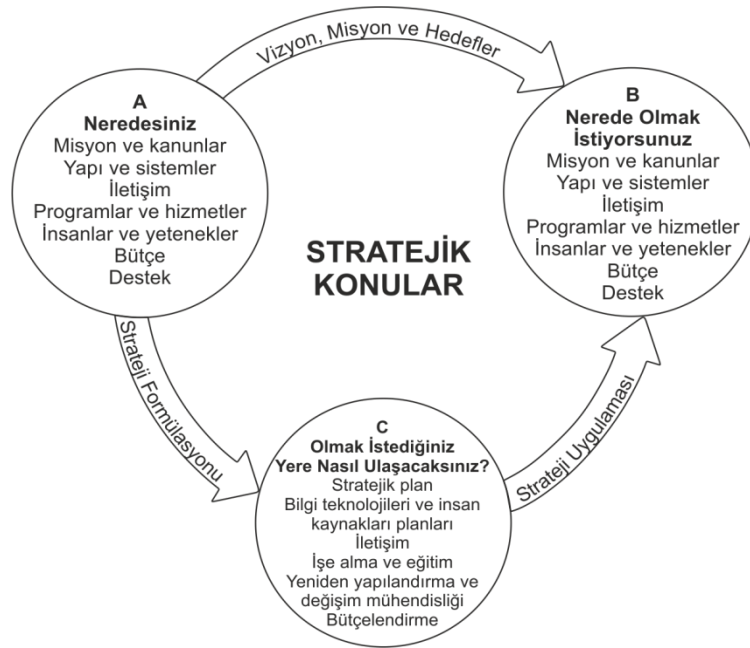 Vizyon, Misyon ve Hedefler
A
Neredesiniz
Misyon ve kanunlar
Yapı ve sistemler
İletişim
Programlar ve hizmetler
İnsanlar ve yetenekler
Bütçe
Destek
B
Nerede Olmak
İstiyorsunuz
Misyon ve kanunlar
Yapı ve sistemler
İletişim
Programlar ve hizmetler
İnsanlar ve yetenekler
Bütçe
Destek
STRATEJİK
KONULAR
Strateji Formülasyonu
C
Olmak İstediğiniz
Yere Nasıl Ulaşacaksınız?
Stratejik plan
Bilgi teknolojileri ve insan
kaynakları planları
İletişim
İşe alma ve eğitim
Yeniden yapılandırma ve
değişim mühendisliği
Bütçelendirme
Strateji Uygulaması